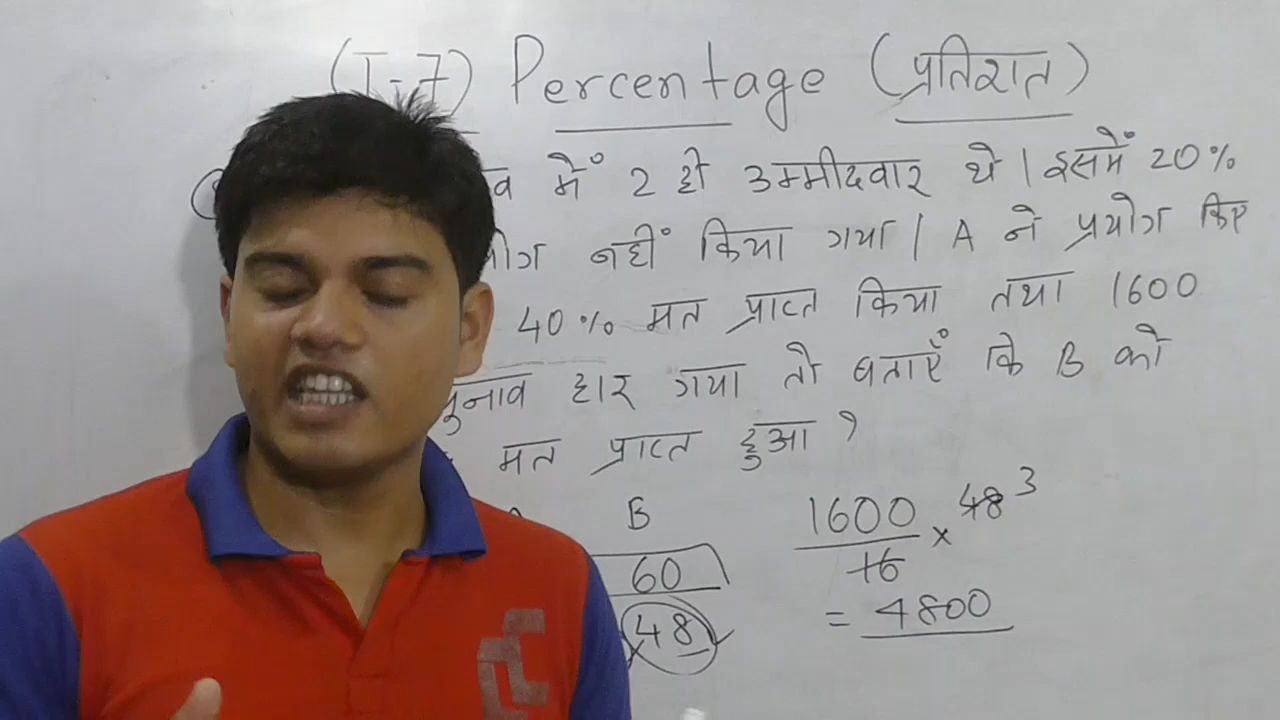 (T-7) Percentage (प्रतिशत)
में 2 ही उम्मीदवार थे | इसमें 20%
नहीं किया गया | A ने प्रयोग किए
40% मत प्राप्त किया तथा 1600
चुनाव हार गया तो बताएँ कि B को
मत प्राप्त हुआ ?
B
60
48
1600 × 48 3
16
= 4800